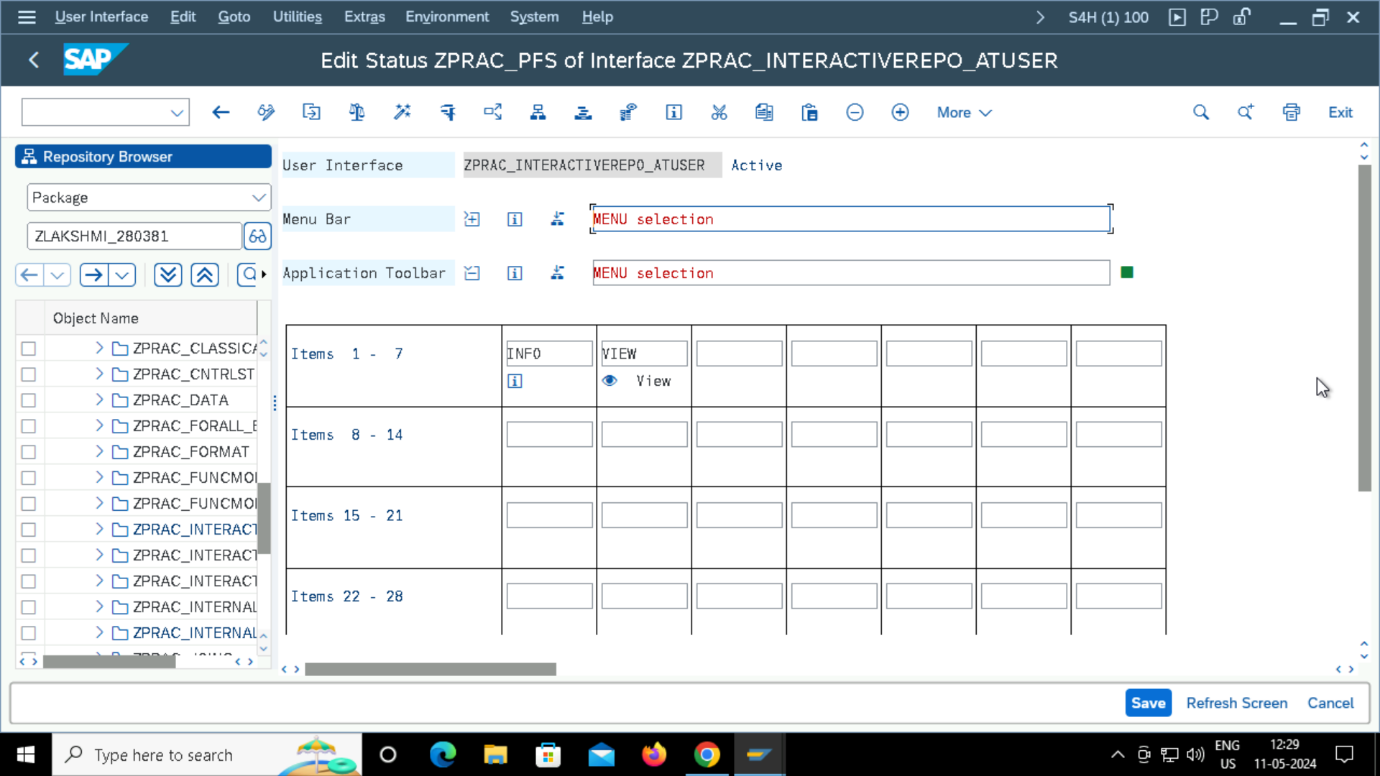 User Interface Edit Goto Utilities Extras Environment System Help S4H (1) 100
SAP Edit Status ZPRAC_PFS of Interface ZPRAC_INTERACTIVEREPO_ATUSER
More Exit
Repository Browser
Package
ZLAKSHMI_280381
Object Name
ZPRAC_CLASSICA
ZPRAC_CNTRLST
ZPRAC_DATA
ZPRAC_FORALL_E
ZPRAC_FORMAT
ZPRAC_FUNCMO
ZPRAC_FUNCMO
ZPRAC_INTERACT
ZPRAC_INTERACT
ZPRAC_INTERACT
ZPRAC_INTERNAL
ZPRAC_INTERNAL
User Interface ZPRAC_INTERACTIVEREPO_ATUSER Active
Menu Bar MENU selection
Application Toolbar MENU selection
Items 1 - 7 INFO VIEW
View
Items 8 - 14
Items 15 - 21
Items 22 - 28
Save Refresh Screen Cancel
Type here to search
ENG
US
12:29
11-05-2024